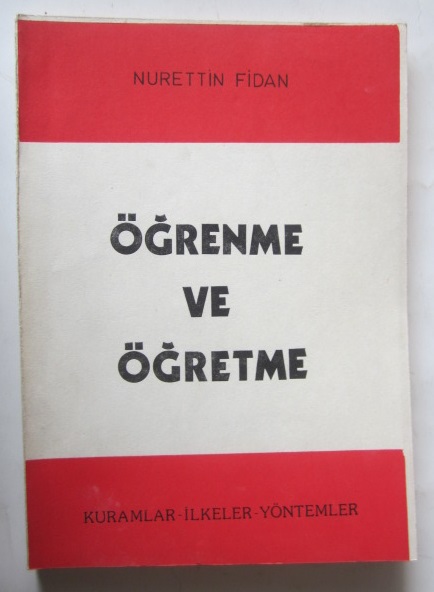 NURETTİN FİDAN
ÖĞRENME
VE
ÖĞRETME
KURAMLAR-İLKELER-YÖNTEMLER